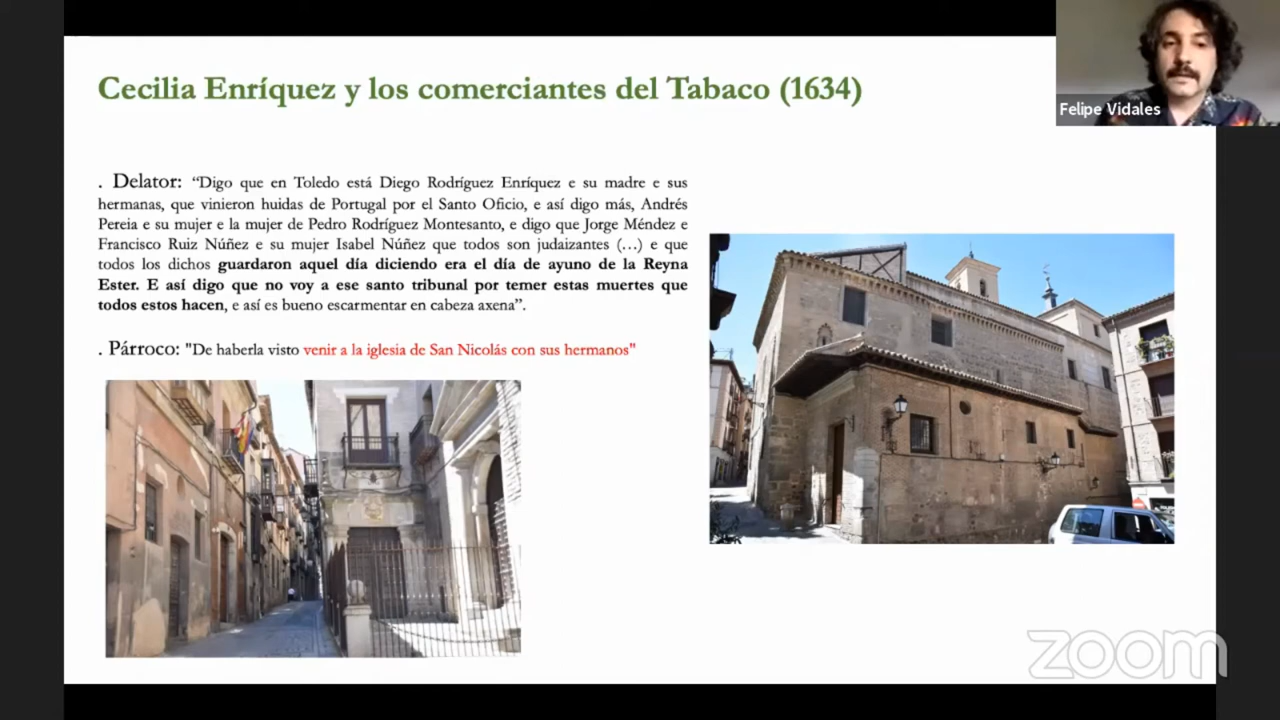 Cecilia Enríquez y los comerciantes del Tabaco (1634)
Felipe Vidales
. Delator: “Digo que en Toledo está Diego Rodríguez Enríquez e su madre e sus
hermanas, que vinieron huidas de Portugal por el Santo Oficio, e así digo más, Andrés
Pereia e su mujer e la mujer de Pedro Rodríguez Montesanto, e digo que Jorge Méndez e
Francisco Ruiz Núñez e su mujer Isabel Núñez que todos son judaizantes (…) e que
todos los dichos guardaron aquel día diciendo era el día de ayuno de la Reyna
Ester. E así digo que no voy a ese santo tribunal por temer estas muertes que
todos estos hacen, e así es bueno escarmentar en cabeza axena”.
. Párroco: "De haberla visto venir a la iglesia de San Nicolás con sus hermanos"
zoom